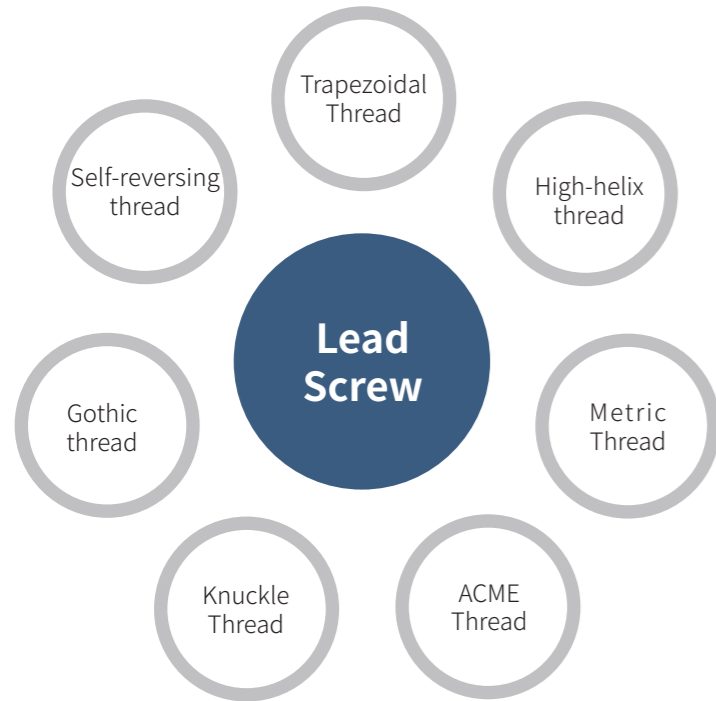 Trapezoidal
Thread
Self-reversing
thread
High-helix
thread
Lead
Screw
Gothic
thread
Metric
Thread
Knuckle
Thread
ACME
Thread